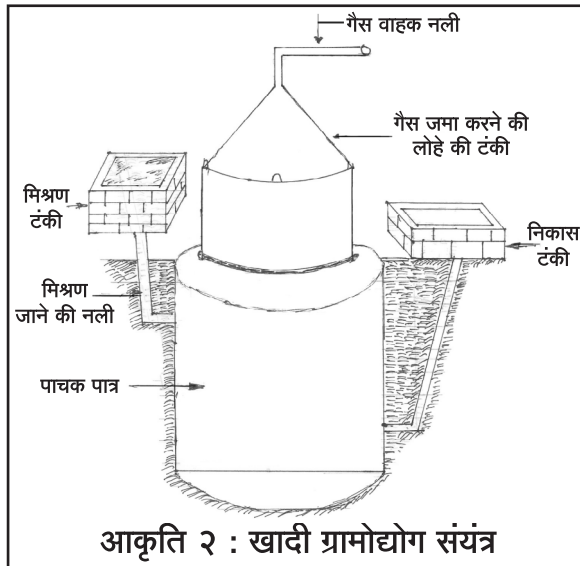 गैस वाहक नली
गैस जमा करने की
लोहे की टंकी
मिश्रण
टंकी
निकास
टंकी
मिश्रण
जाने की नली
पाचक पात्र
आकृति २ : खादी ग्रामोद्योग संयंत्र